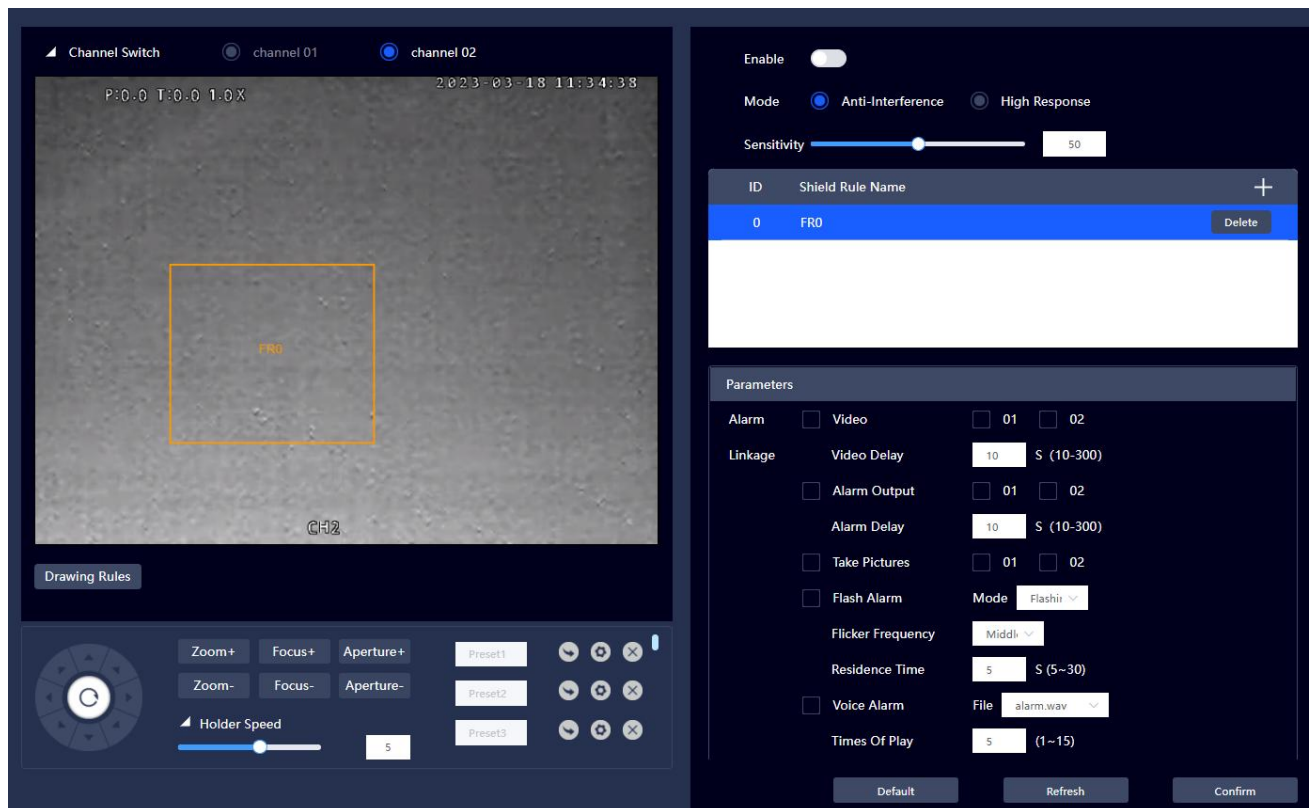 Channel Switch channel 01 channel 02
P:0.0 T:0.0 1.0X 2023-03-18 11:34:38
FR0
CH2
Drawing Rules
Zoom+ Focus+ Aperture+ Preset1
Zoom- Focus- Aperture- Preset2
Holder Speed Preset3
5
Enable
Mode Anti-Interference High Response
Sensitivity 50
ID Shield Rule Name
0 FR0 Delete
Parameters
Alarm Video 01 02
Linkage Video Delay 10 S (10-300)
Alarm Output 01 02
Alarm Delay 10 S (10-300)
Take Pictures 01 02
Flash Alarm Mode Flashi
Flicker Frequency Middl
Residence Time 5 S (5~30)
Voice Alarm File alarm.wav
Times Of Play 5 (1~15)
Default Refresh Confirm